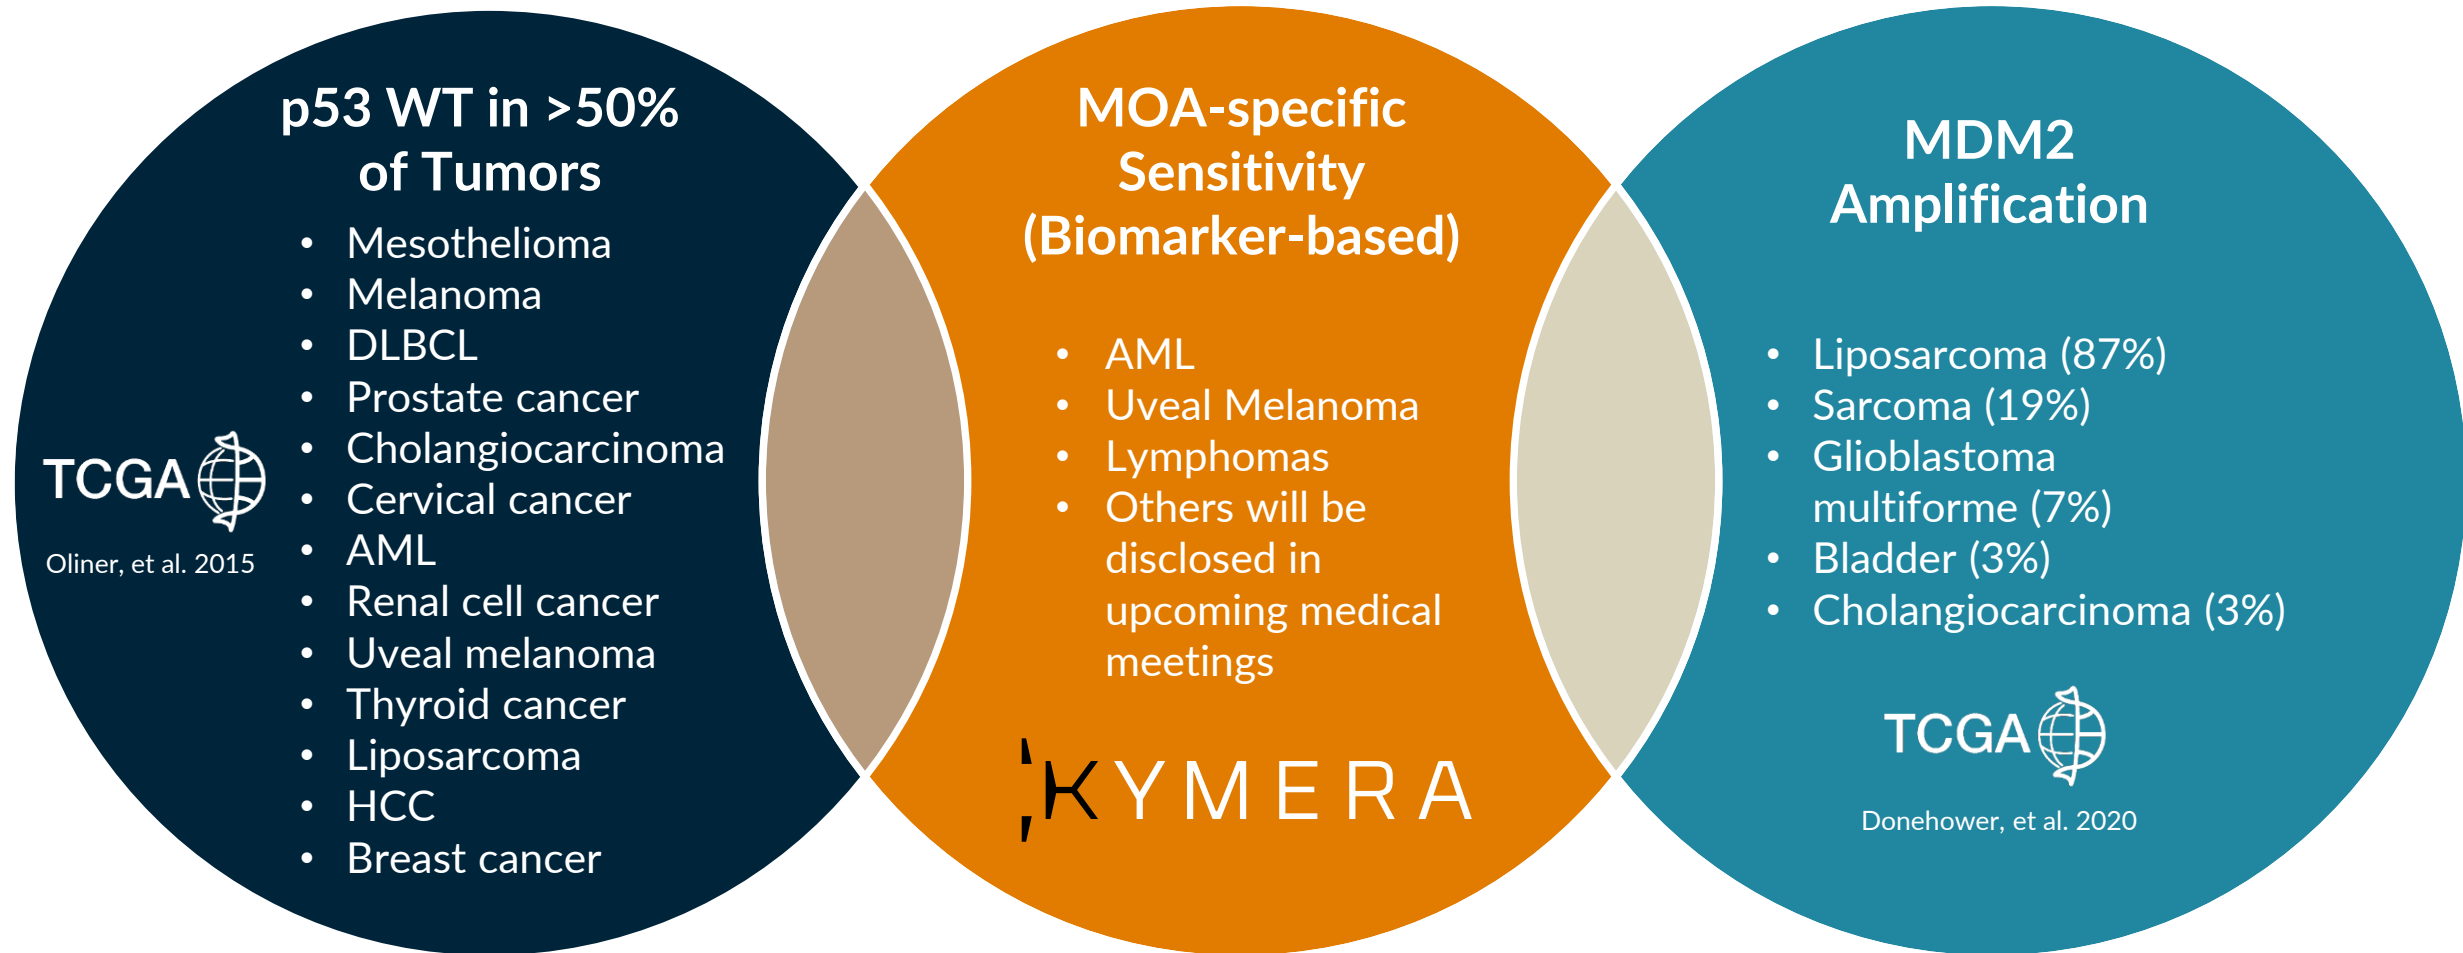 p53 WT in >50%
of Tumors
• Mesothelioma
• Melanoma
• DLBCL
• Prostate cancer
• Cholangiocarcinoma
• Cervical cancer
• AML
• Renal cell cancer
• Uveal melanoma
• Thyroid cancer
• Liposarcoma
• HCC
• Breast cancer
TCGA
Oliner, et al. 2015
MOA-specific
Sensitivity
(Biomarker-based)
• AML
• Uveal Melanoma
• Lymphomas
• Others will be
disclosed in
upcoming medical
meetings
KYMERA
MDM2
Amplification
• Liposarcoma (87%)
• Sarcoma (19%)
• Glioblastoma
multiforme (7%)
• Bladder (3%)
• Cholangiocarcinoma (3%)
TCGA
Donehower, et al. 2020